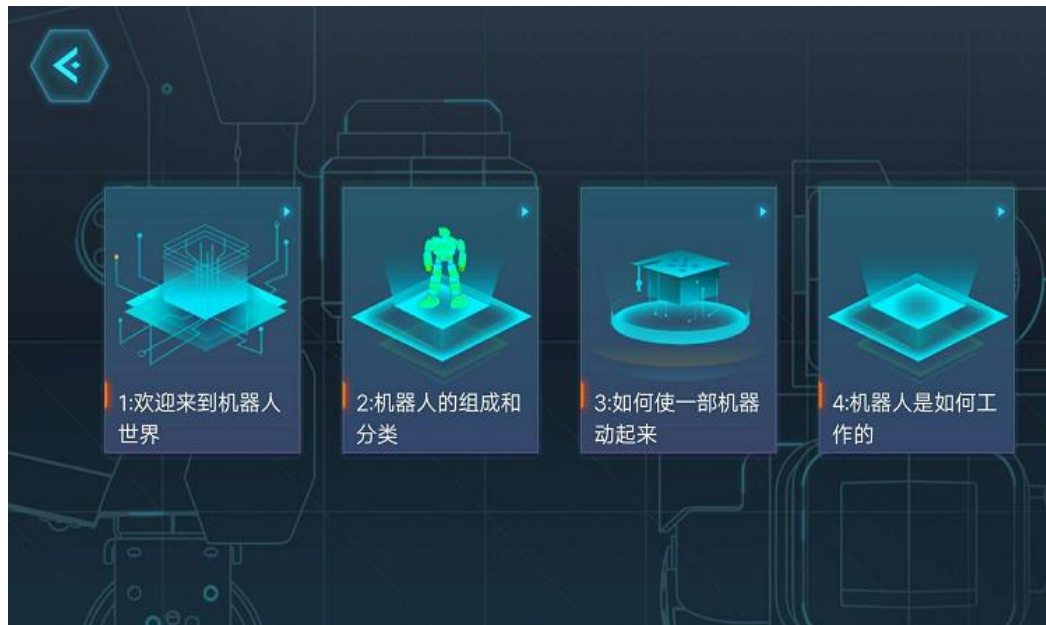 1:欢迎来到机器人
世界
2:机器人的组成和
分类
3:如何使一部机器
动起来
4:机器人是如何工
作的